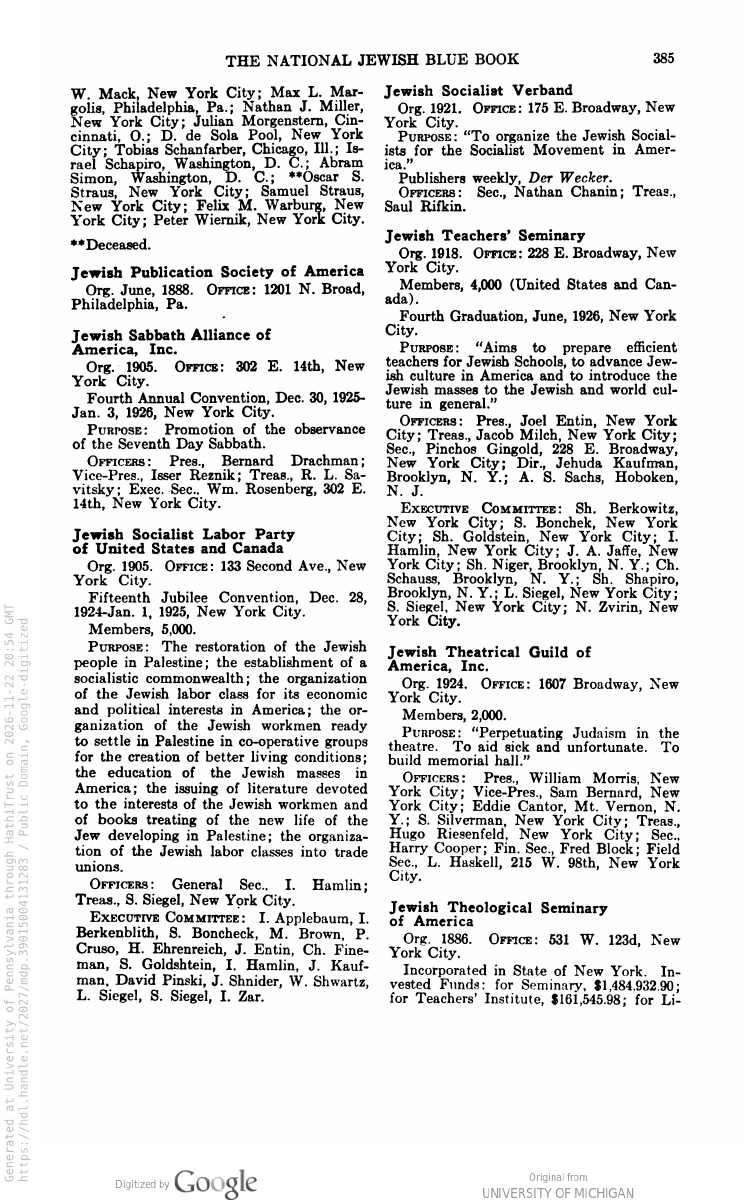 THE NATIONAL JEWISH BLUE BOOK 385
W. Mack, New York City; Max L. Mar-
golis, Philadelphia, Pa.; Nathan J. Miller,
New York City; Julian Morgenstern, Cin-
cinnati, O.; D. de Sola Pool, New York
City; Tobias Schanfarber, Chicago, Ill.; Is-
rael Schapiro, Washington, D. C.; Abram
Simon, Washington, D. C.; **Oscar S.
Straus, New York City; Samuel Straus,
New York City; Felix M. Warburg, New
York City; Peter Wiernik, New York City.
**Deceased.
Jewish Publication Society of America
Org. June, 1888. OFFICE: 1201 N. Broad,
Philadelphia, Pa.
Jewish Sabbath Alliance of
America, Inc.
Org. 1905. OFFICE: 302 E. 14th, New
York City.
Fourth Annual Convention, Dec. 30, 1925-
Jan. 3, 1926, New York City.
PURPOSE: Promotion of the observance
of the Seventh Day Sabbath.
OFFICERS: Pres., Bernard Drachman;
Vice-Pres., Isser Reznik; Treas., R. L. Sa-
vitsky; Exec. Sec., Wm. Rosenberg, 302 E.
14th, New York City.
Jewish Socialist Labor Party
of United States and Canada
Org. 1905. OFFICE: 133 Second Ave., New
York City.
Fifteenth Jubilee Convention, Dec. 28,
1924-Jan. 1, 1925, New York City.
Members, 5,000.
PURPOSE: The restoration of the Jewish
people in Palestine; the establishment of a
socialistic commonwealth; the organization
of the Jewish labor class for its economic
and political interests in America; the or-
ganization of the Jewish workmen ready
to settle in Palestine in co-operative groups
for the creation of better living conditions;
the education of the Jewish masses in
America; the issuing of literature devoted
to the interests of the Jewish workmen and
of books treating of the new life of the
Jew developing in Palestine; the organiza-
tion of the Jewish labor classes into trade
unions.
OFFICERS: General Sec., I. Hamlin;
Treas., S. Siegel, New York City.
EXECUTIVE COMMITTEE: I. Applebaum, I.
Berkenblith, S. Boncheck, M. Brown, P.
Cruso, H. Ehrenreich, J. Entin, Ch. Fine-
man, S. Goldshtein, I. Hamlin, J. Kauf-
man, David Pinski, J. Shnider, W. Shwartz,
L. Siegel, S. Siegel, I. Zar.
Jewish Socialist Verband
Org. 1921. OFFICE: 175 E. Broadway, New
York City.
PURPOSE: "To organize the Jewish Social-
ists for the Socialist Movement in Amer-
ica."
Publishers weekly, Der Wecker.
OFFICERS: Sec., Nathan Chanin; Treas.,
Saul Rifkin.
Jewish Teachers' Seminary
Org. 1918. OFFICE: 228 E. Broadway, New
York City.
Members, 4,000 (United States and Can-
ada).
Fourth Graduation, June, 1926, New York
City.
PURPOSE: "Aims to prepare efficient
teachers for Jewish Schools, to advance Jew-
ish culture in America and to introduce the
Jewish masses to the Jewish and world cul-
ture in general."
OFFICERS: Pres., Joel Entin, New York
City; Treas., Jacob Milch, New York City;
Sec., Pinchos Gingold, 228 E. Broadway,
New York City; Dir., Jehuda Kaufman,
Brooklyn, N. Y.; A. S. Sachs, Hoboken,
N. J.
EXECUTIVE COMMITTEE: Sh. Berkowitz,
New York City; S. Bonchek, New York
City; Sh. Goldstein, New York City; I.
Hamlin, New York City; J. A. Jaffe, New
York City; Sh. Niger, Brooklyn, N. Y.; Ch.
Schauss, Brooklyn, N. Y.; Sh. Shapiro,
Brooklyn, N. Y.; L. Siegel, New York City;
S. Siegel, New York City; N. Zvirin, New
York City.
Jewish Theatrical Guild of
America, Inc.
Org. 1924. OFFICE: 1607 Broadway, New
York City.
Members, 2,000.
PURPOSE: "Perpetuating Judaism in the
theatre. To aid sick and unfortunate. To
build memorial hall."
OFFICERS: Pres., William Morris, New
York City; Vice-Pres., Sam Bernard, New
York City; Eddie Cantor, Mt. Vernon, N.
Y.; S. Silverman, New York City; Treas.,
Hugo Riesenfeld, New York City; Sec.,
Harry Cooper; Fin. Sec., Fred Block; Field
Sec., L. Haskell, 215 W. 98th, New York
City.
Jewish Theological Seminary
of America
Org. 1886. OFFICE: 531 W. 123d, New
York City.
Incorporated in State of New York. In-
vested Funds: for Seminary, $1,484.932.90;
for Teachers' Institute, $161,545.98; for Li-
Generated at University of Pennsylvania through HathiTrust on 2026-11-22 20:54 GMT
https://hdl.handle.net/2027/mdp.39015004131283 / Public Domain, Google-digitized
Digitized by Google
Original from
UNIVERSITY OF MICHIGAN